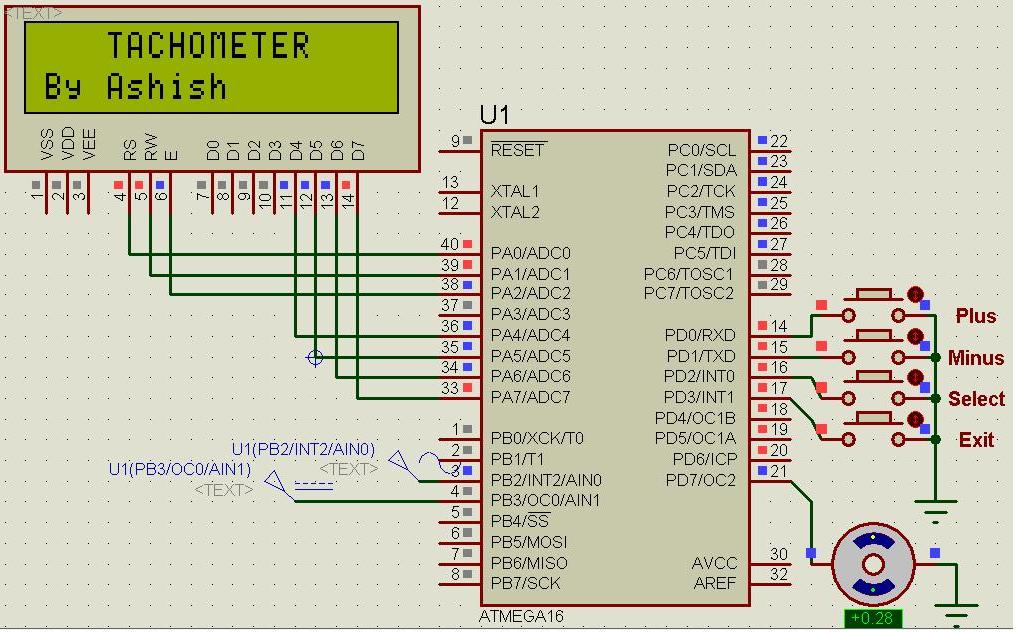 <TEXT>
TACHOMETER
By Ashish
VSS VDD VEE RS RW E D0 D1 D2 D3 D4 D5 D6 D7
1 2 3 4 5 6 7 8 9 10 11 12 13 14
U1
9 RESET PC0/SCL 22
PC1/SDA 23
13 XTAL1 PC2/TCK 24
12 XTAL2 PC3/TMS 25
PC4/TDO 26
40 PA0/ADC0 PC5/TDI 27
39 PA1/ADC1 PC6/TOSC1 28
38 PA2/ADC2 PC7/TOSC2 29
37 PA3/ADC3
36 PA4/ADC4 PD0/RXD 14
35 PA5/ADC5 PD1/TXD 15
34 PA6/ADC6 PD2/INT0 16
33 PA7/ADC7 PD3/INT1 17
PD4/OC1B 18
1 PB0/XCK/T0 PD5/OC1A 19
2 PB1/T1 PD6/ICP 20
3 PB2/INT2/AIN0 PD7/OC2 21
4 PB3/OC0/AIN1
5 PB4/SS
6 PB5/MOSI
7 PB6/MISO AVCC 30
8 PB7/SCK AREF 32
ATMEGA16
U1(PB2/INT2/AIN0)
<TEXT>
U1(PB3/OC0/AIN1)
<TEXT>
Plus
Minus
Select
Exit
+0.28